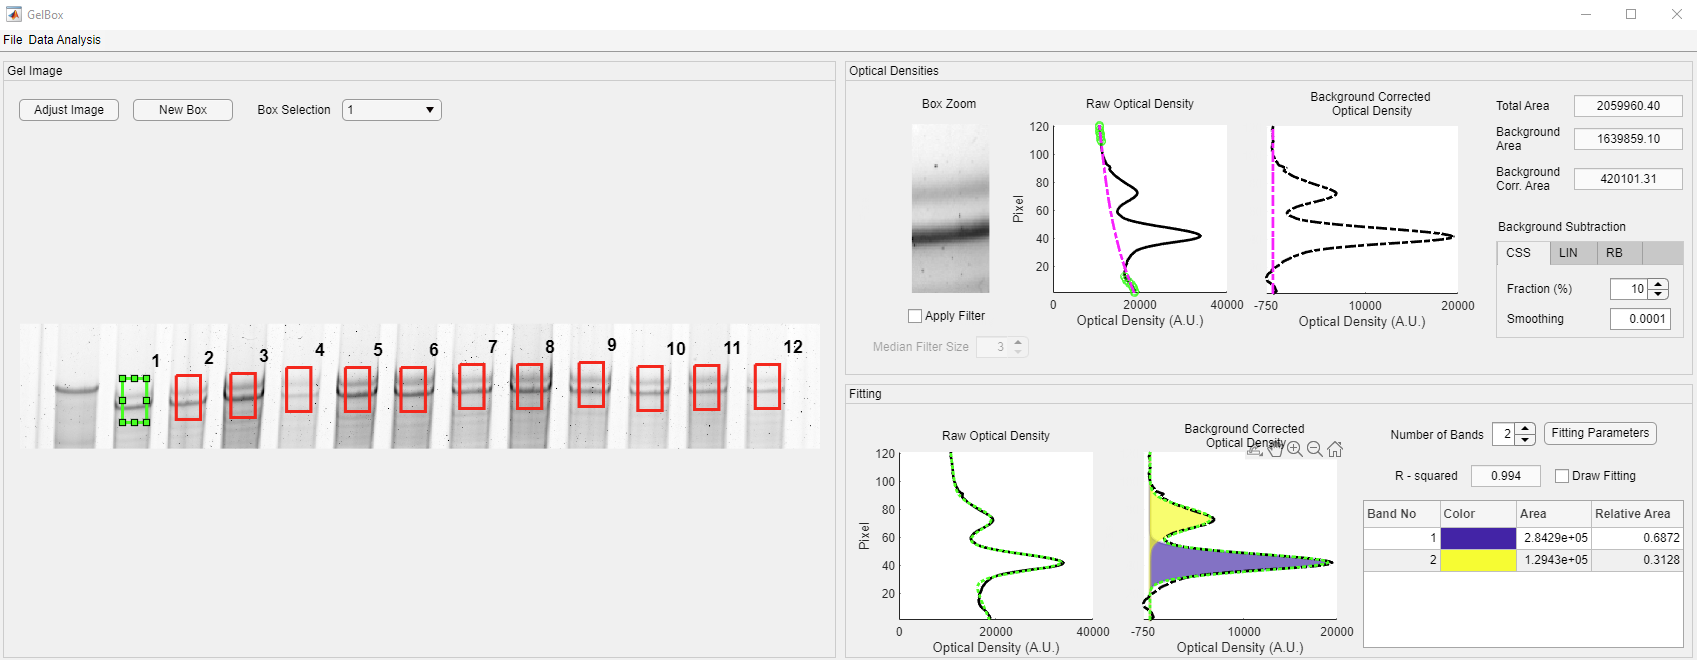 GelBox
File Data Analysis
Gel Image
Adjust Image
New Box
Box Selection
1
1
2
3
4
5
6
7
8
9
10
11
12
Optical Densities
Box Zoom
Apply Filter
Median Filter Size
3
Raw Optical Density
120
100
80
60
40
20
0
20000
40000
Pixel
Optical Density (A.U.)
Background Corrected
Optical Density
-750
10000
20000
Optical Density (A.U.)
Total Area
2059960.40
Background
Area
1639859.10
Background
Corr. Area
420101.31
Background Subtraction
CSS LIN RB
Fraction (%)
10
Smoothing
0.0001
Fitting
Raw Optical Density
120
100
80
60
40
20
0
20000
40000
Pixel
Optical Density (A.U.)
Background Corrected
Optical Density
-750
10000
20000
Optical Density (A.U.)
Number of Bands
2
Fitting Parameters
R - squared
0.994
Draw Fitting
Band No Color Area Relative Area
1 2.8429e+05 0.6872
2 1.2943e+05 0.3128